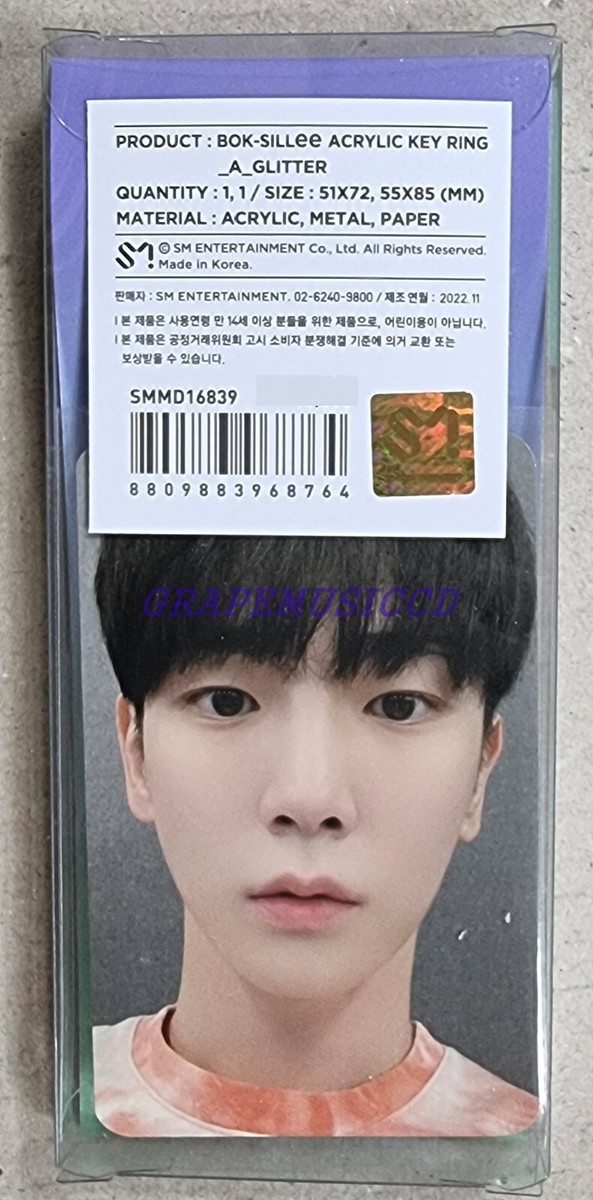 PRODUCT : BOK-SILLee ACRYLIC KEY RING
_A_GLITTER
QUANTITY : 1, 1 / SIZE : 51X72, 55X85 (MM)
MATERIAL : ACRYLIC, METAL, PAPER
SM! © SM ENTERTAINMENT Co., Ltd. All Rights Reserved.
Made in Korea.
판매자 : SM ENTERTAINMENT. 02-6240-9800 / 제조 연월 : 2022.11
l 본 제품은 사용연령 만 14세 이상 분들을 위한 제품으로, 어린이용이 아닙니다.
l 본 제품은 공정거래위원회 고시 소비자 분쟁해결 기준에 의거 교환 또는
보상받을 수 있습니다.
SMMD16839
SM!
8809883968764
GRAPEMUSICCD